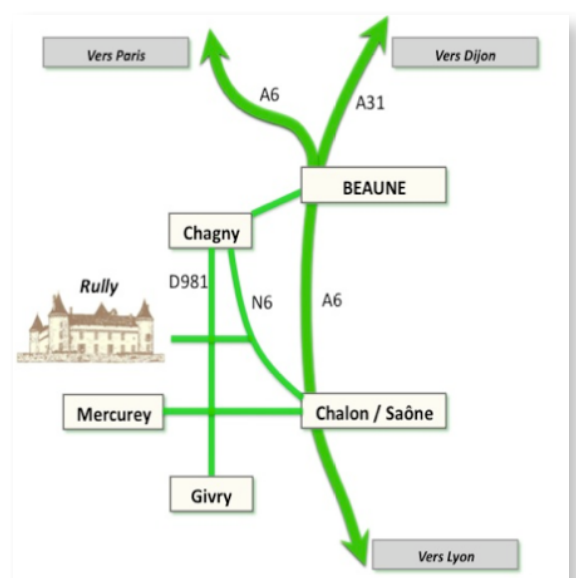 Vers Paris
Vers Dijon
A6
A31
BEAUNE
Chagny
Rully
D981
N6
A6
Mercurey
Chalon / Saône
Givry
Vers Lyon